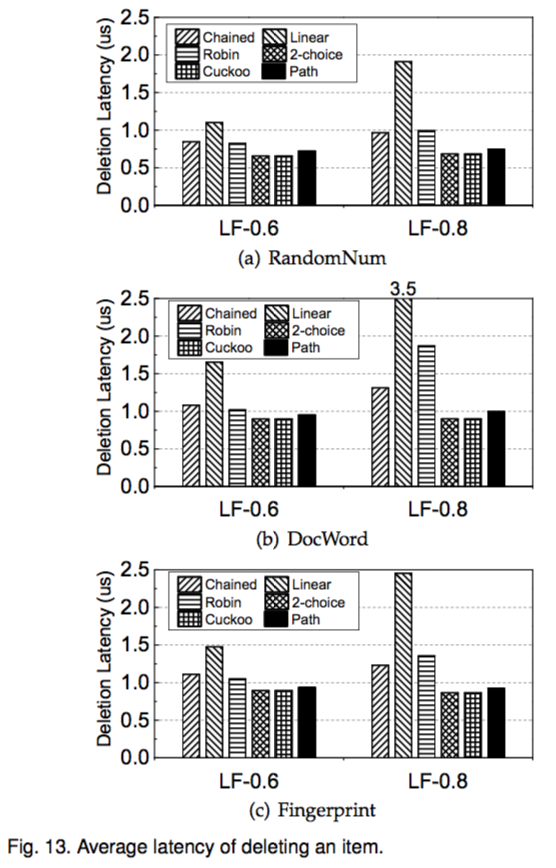 Deletion Latency (us)
2.5
2.0
1.5
1.0
0.5
0.0
Chained Linear
Robin 2-choice
Cuckoo Path
LF-0.6 LF-0.8
(a) RandomNum
3.5
Deletion Latency (us)
2.5
2.0
1.5
1.0
0.5
0.0
Chained Linear
Robin 2-choice
Cuckoo Path
LF-0.6 LF-0.8
(b) DocWord
Deletion Latency (us)
2.5
2.0
1.5
1.0
0.5
0.0
Chained Linear
Robin 2-choice
Cuckoo Path
LF-0.6 LF-0.8
(c) Fingerprint
Fig. 13. Average latency of deleting an item.